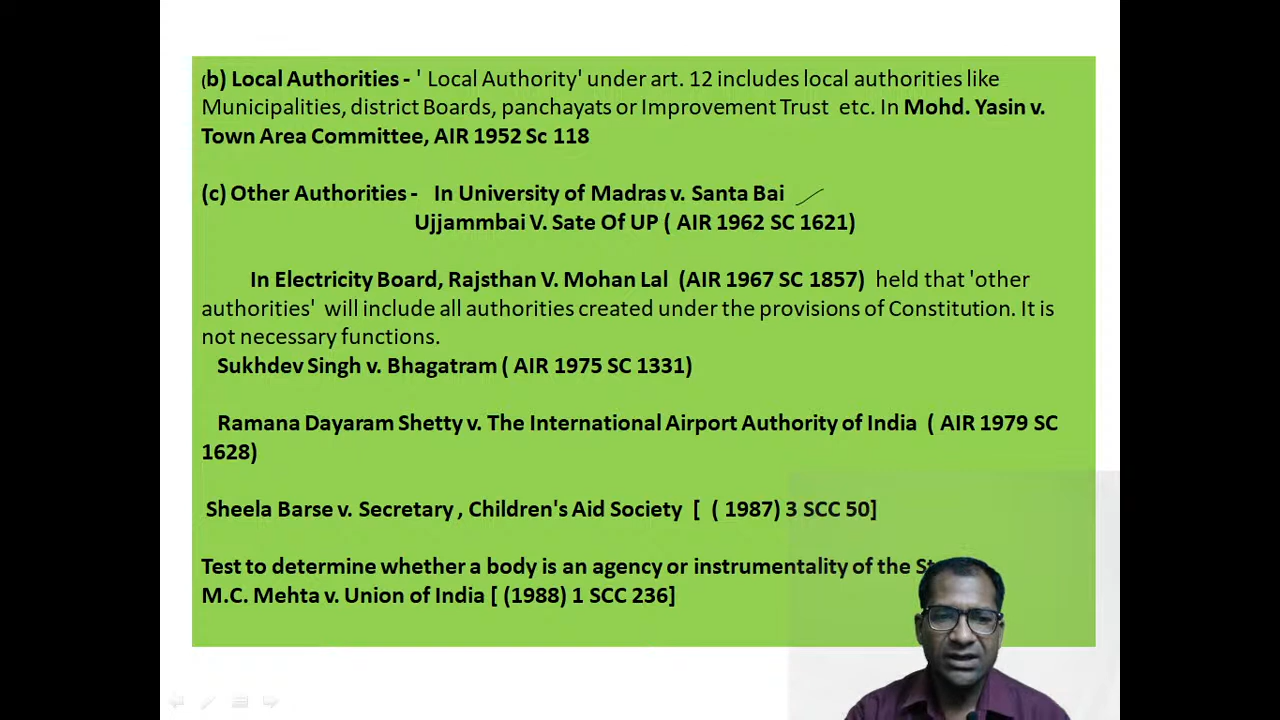 (b) Local Authorities - ' Local Authority' under art. 12 includes local authorities like
Municipalities, district Boards, panchayats or Improvement Trust etc. In Mohd. Yasin v.
Town Area Committee, AIR 1952 Sc 118
(c) Other Authorities - In University of Madras v. Santa Bai
Ujjammbai V. Sate Of UP ( AIR 1962 SC 1621)
In Electricity Board, Rajsthan V. Mohan Lal (AIR 1967 SC 1857) held that 'other
authorities' will include all authorities created under the provisions of Constitution. It is
not necessary functions.
Sukhdev Singh v. Bhagatram ( AIR 1975 SC 1331)
Ramana Dayaram Shetty v. The International Airport Authority of India ( AIR 1979 SC
1628)
Sheela Barse v. Secretary , Children's Aid Society [ ( 1987) 3 SCC 50]
Test to determine whether a body is an agency or instrumentality of the
M.C. Mehta v. Union of India [ (1988) 1 SCC 236]